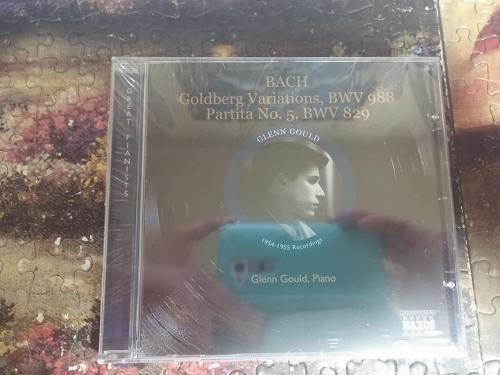 BACH
Goldberg Variations, BWV 988
Partita No. 5, BWV 829
GREAT PIANISTS
GLENN GOULD
1954-1955 Recordings
Glenn Gould, Piano
NAXOS